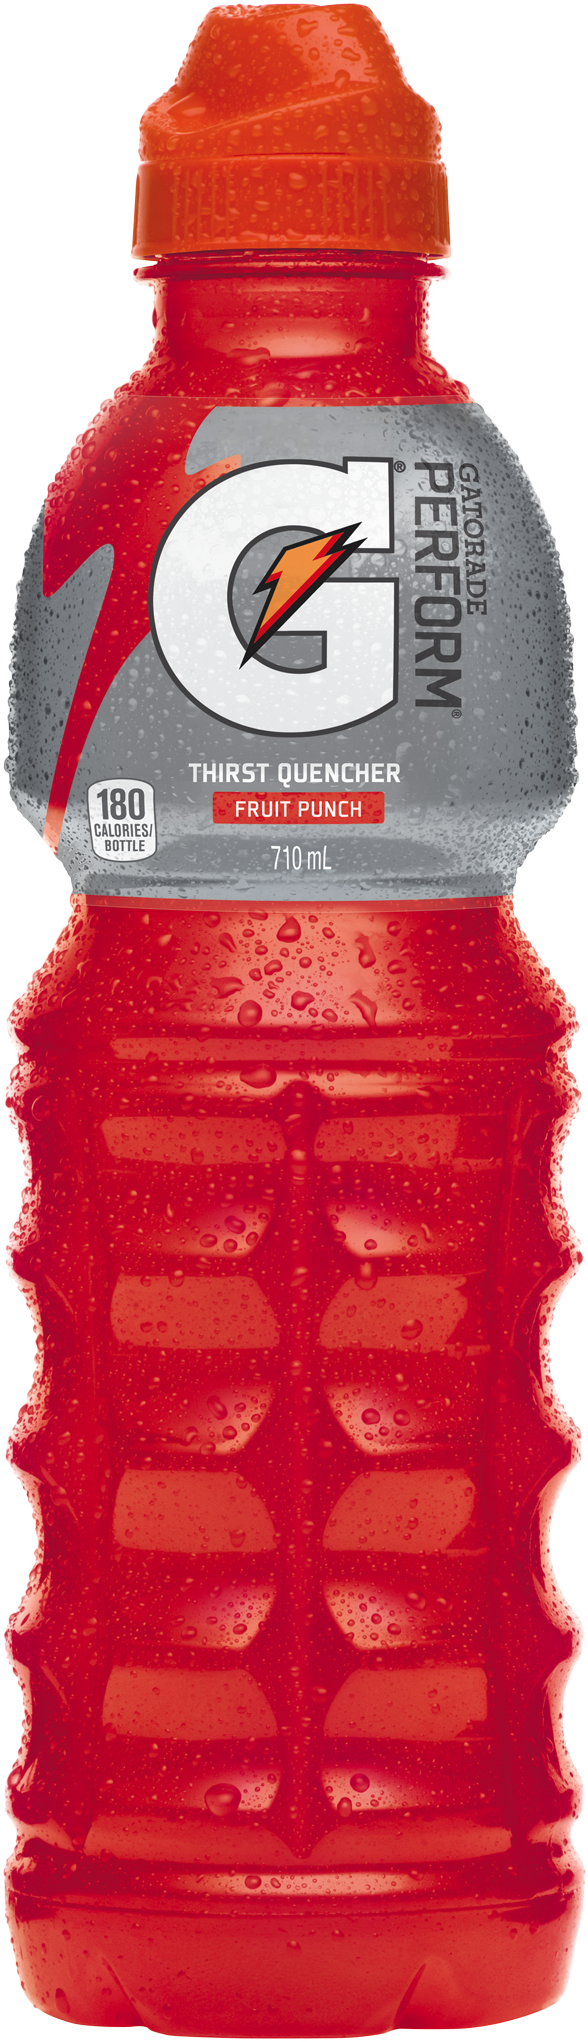 G®
GATORADE
PERFORM®
THIRST QUENCHER
FRUIT PUNCH
180
CALORIES/
BOTTLE
710 mL